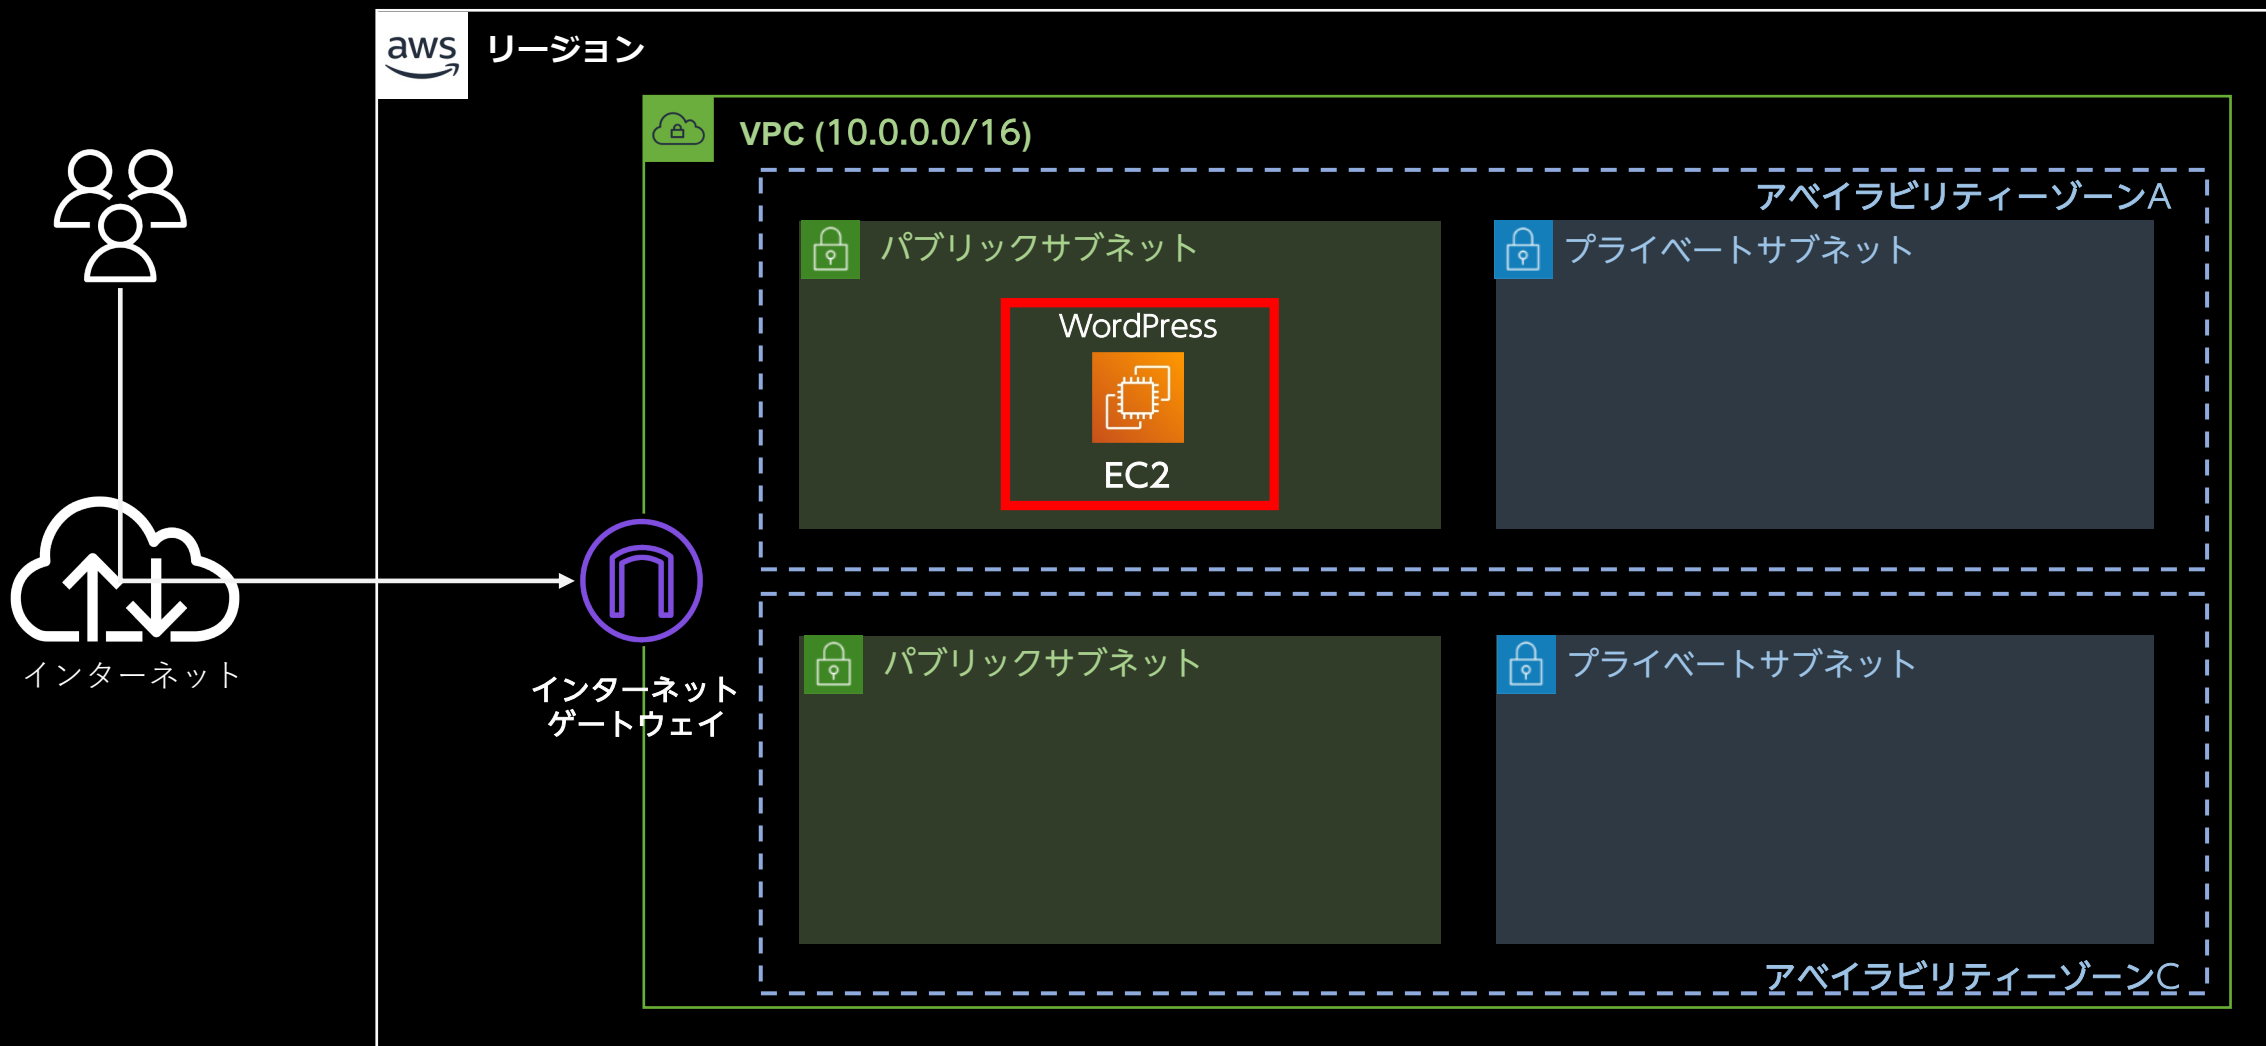 aws
リージョン
VPC (10.0.0.0/16)
アベイラビリティーゾーンA
パブリックサブネット
プライベートサブネット
WordPress
EC2
インターネット
インターネット
ゲートウェイ
パブリックサブネット
プライベートサブネット
アベイラビリティーゾーンC